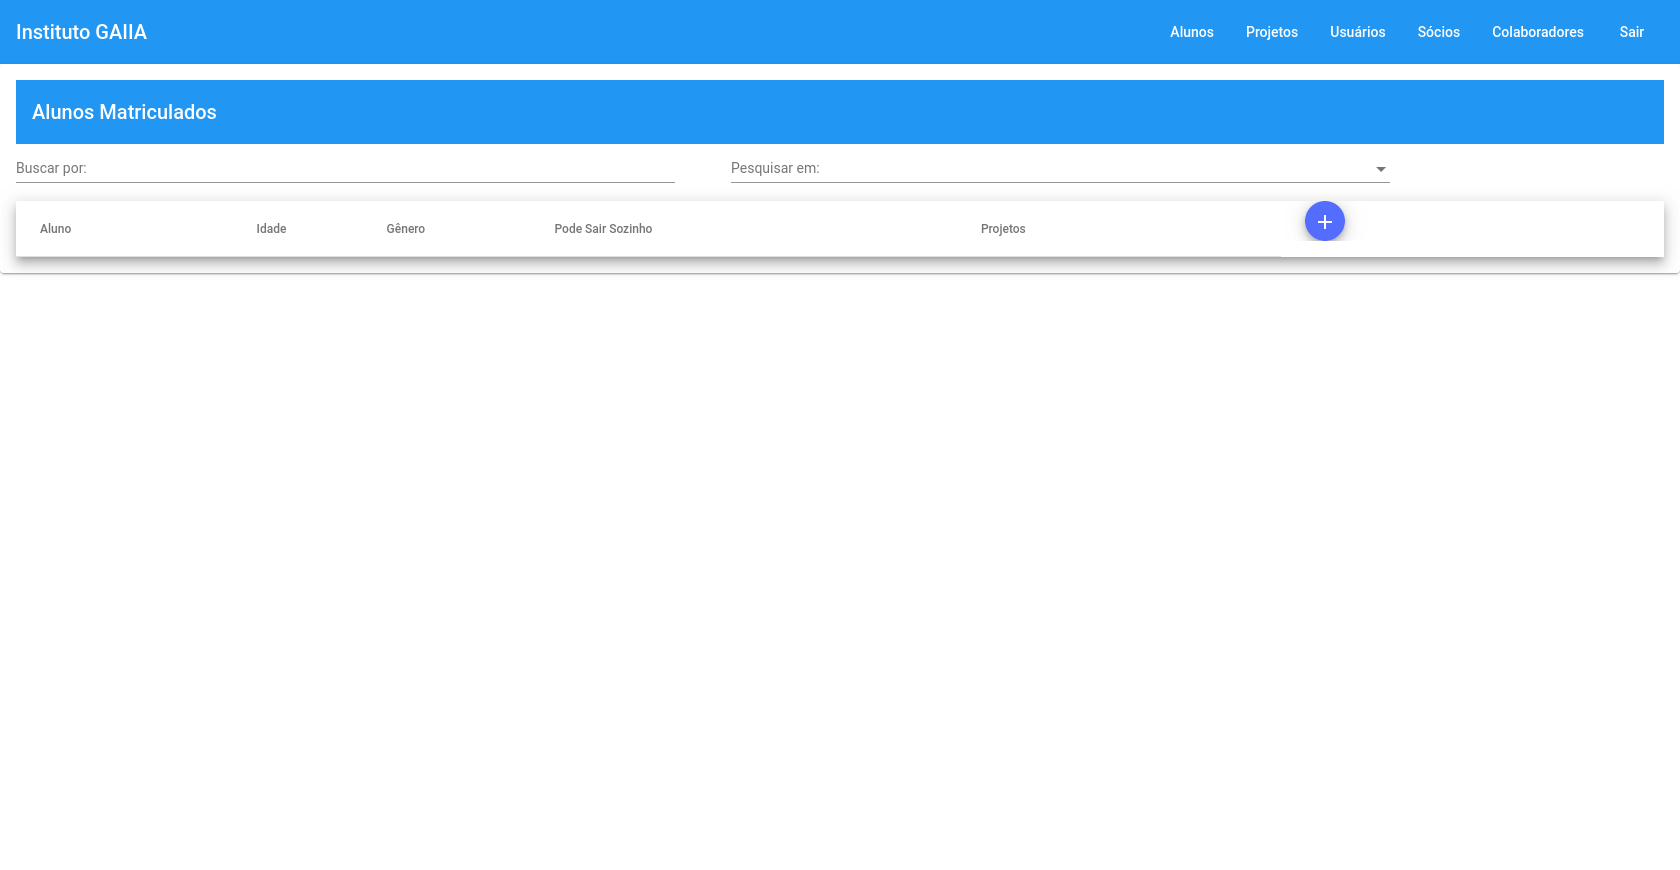 Instituto GAIIA Alunos Projetos Usuários Sócios Colaboradores Sair
Alunos Matriculados
Buscar por: Pesquisar em:
Aluno Idade Gênero Pode Sair Sozinho Projetos